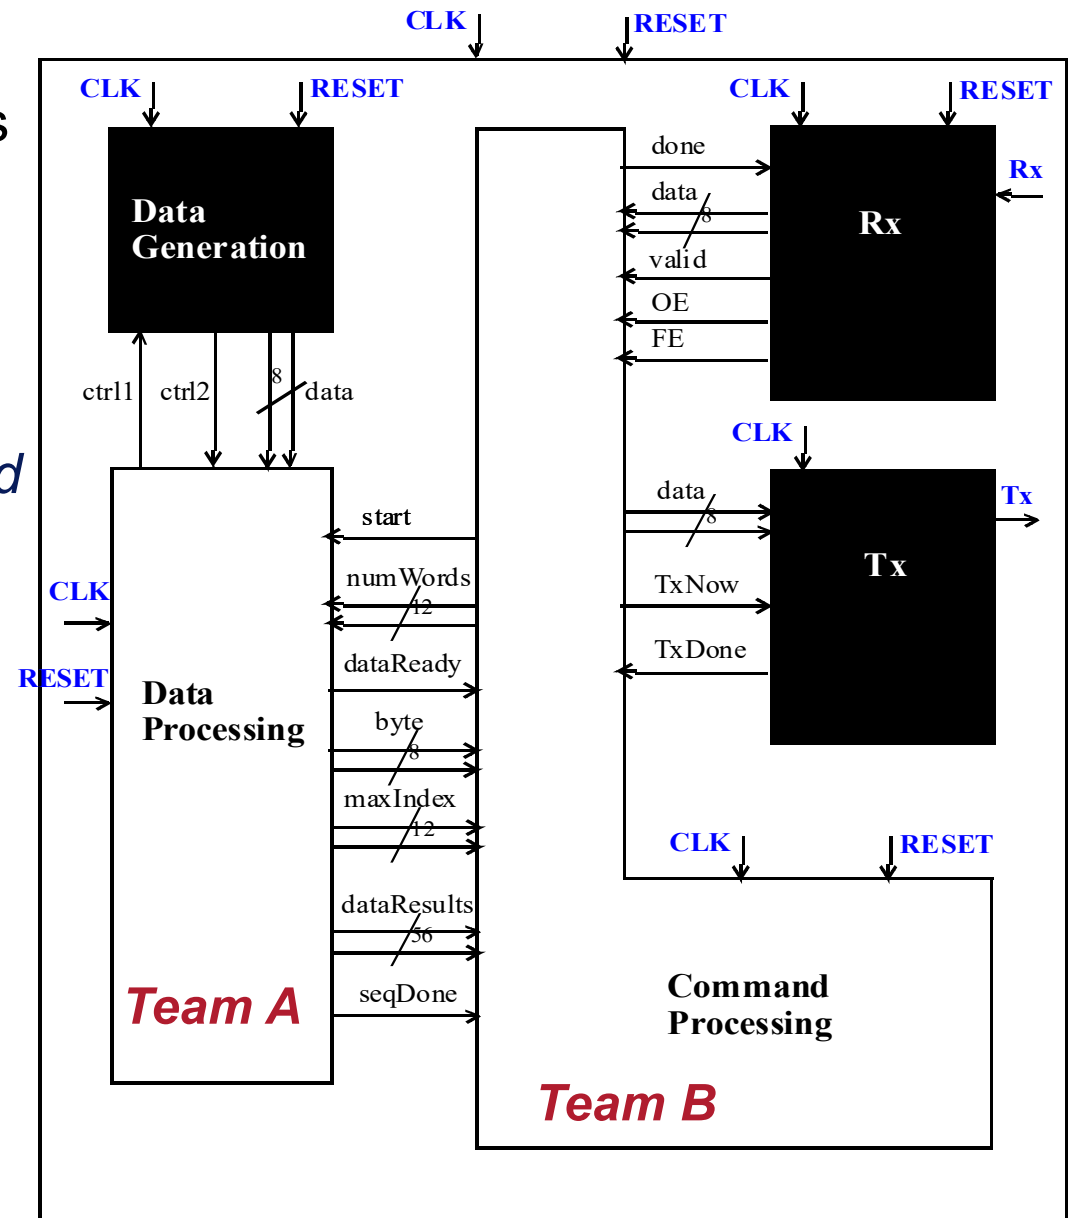 CLK
RESET
CLK
RESET
CLK
RESET
s
done
Rx
data
8
Data
Generation
Rx
valid
OE
FE
8
ctrl1
ctrl2
data
CLK
d
data
8
Tx
start
Tx
numWords
12
TxNow
CLK
TxDone
dataReady
RESET
Data
Processing
byte
8
maxIndex
12
CLK
RESET
dataResults
56
seqDone
Command
Processing
Team A
Team B